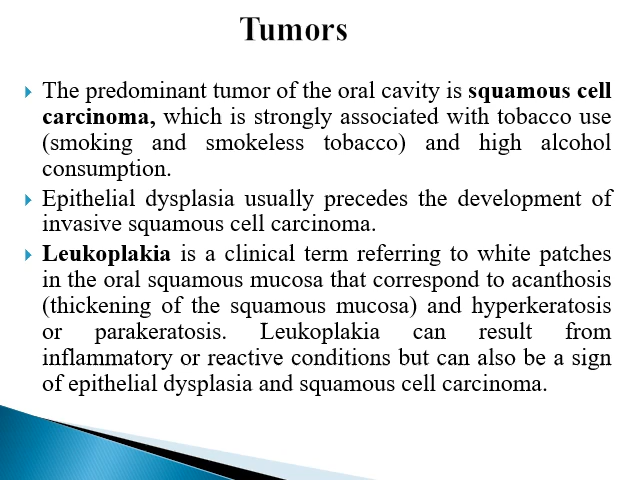 Tumors
The predominant tumor of the oral cavity is squamous cell
carcinoma, which is strongly associated with tobacco use
(smoking and smokeless tobacco) and high alcohol
consumption.
Epithelial dysplasia usually precedes the development of
invasive squamous cell carcinoma.
Leukoplakia is a clinical term referring to white patches
in the oral squamous mucosa that correspond to acanthosis
(thickening of the squamous mucosa) and hyperkeratosis
or parakeratosis. Leukoplakia can result from
inflammatory or reactive conditions but can also be a sign
of epithelial dysplasia and squamous cell carcinoma.